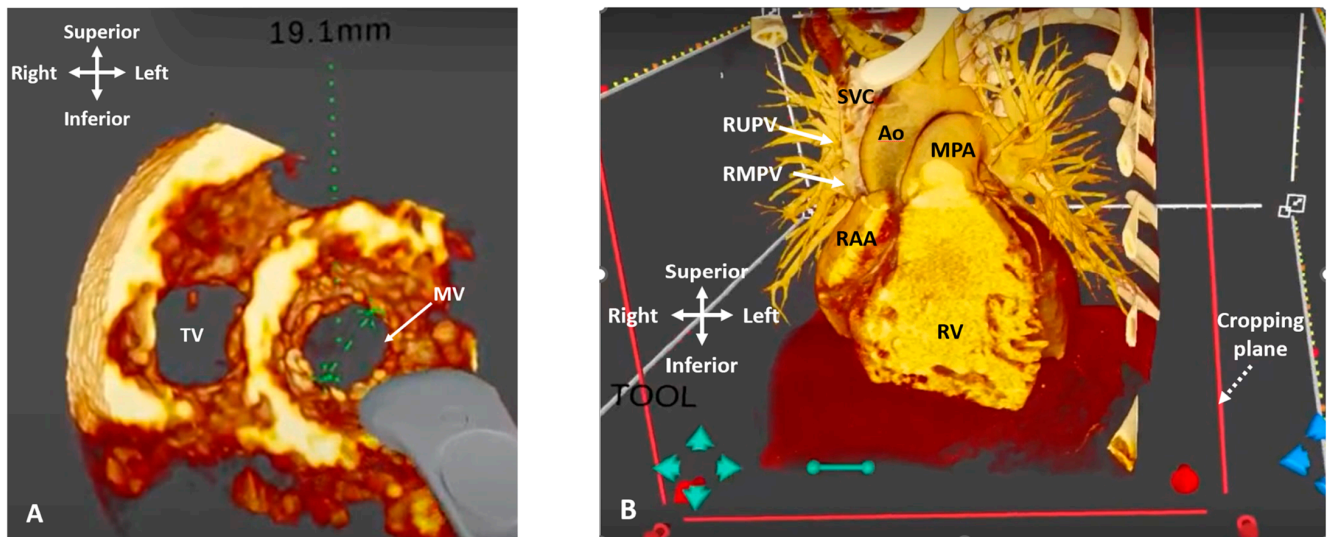 19.1mm
Superior
Right
Left
Inferior
MV
TV
A
SVC
RUPV
Ao
MPA
RMPV
RAA
Superior
Right
Left
Inferior
RV
Cropping
plane
TOOL
B